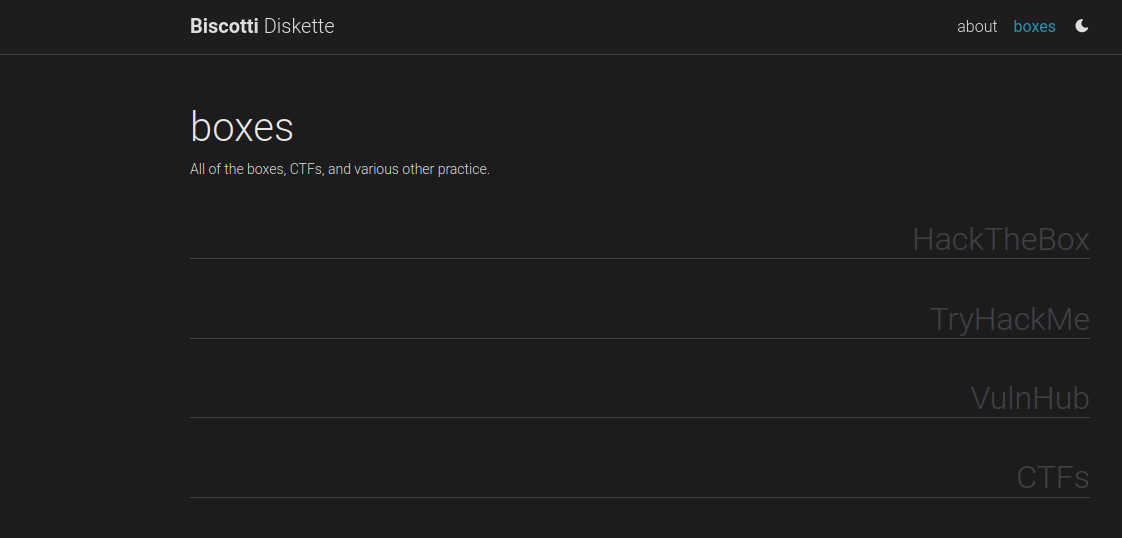 Biscotti Diskette
about boxes
boxes
All of the boxes, CTFs, and various other practice.
HackTheBox
TryHackMe
VulnHub
CTFs